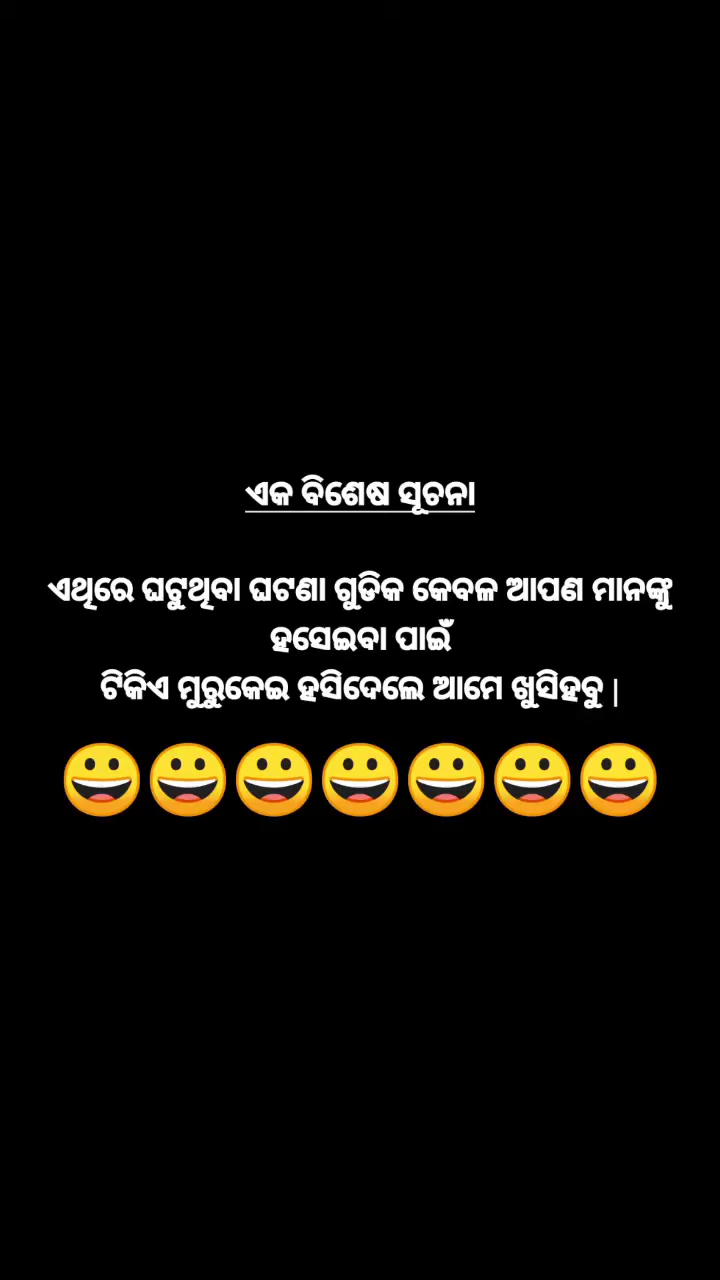 ଏକ ବିଶେଷ ସୂଚନା
ଏଥିରେ ଘଟୁଥିବା ଘଟଣା ଗୁଡିକ କେବଳ ଆପଣ ମାନଙ୍କୁ
ହସେଇବା ପାଇଁ
ଟିକିଏ ମୁରୁକେଇ ହସିଦେଲେ ଆମେ ଖୁସିହବୁ |
😀😀😀😀😀😀😀